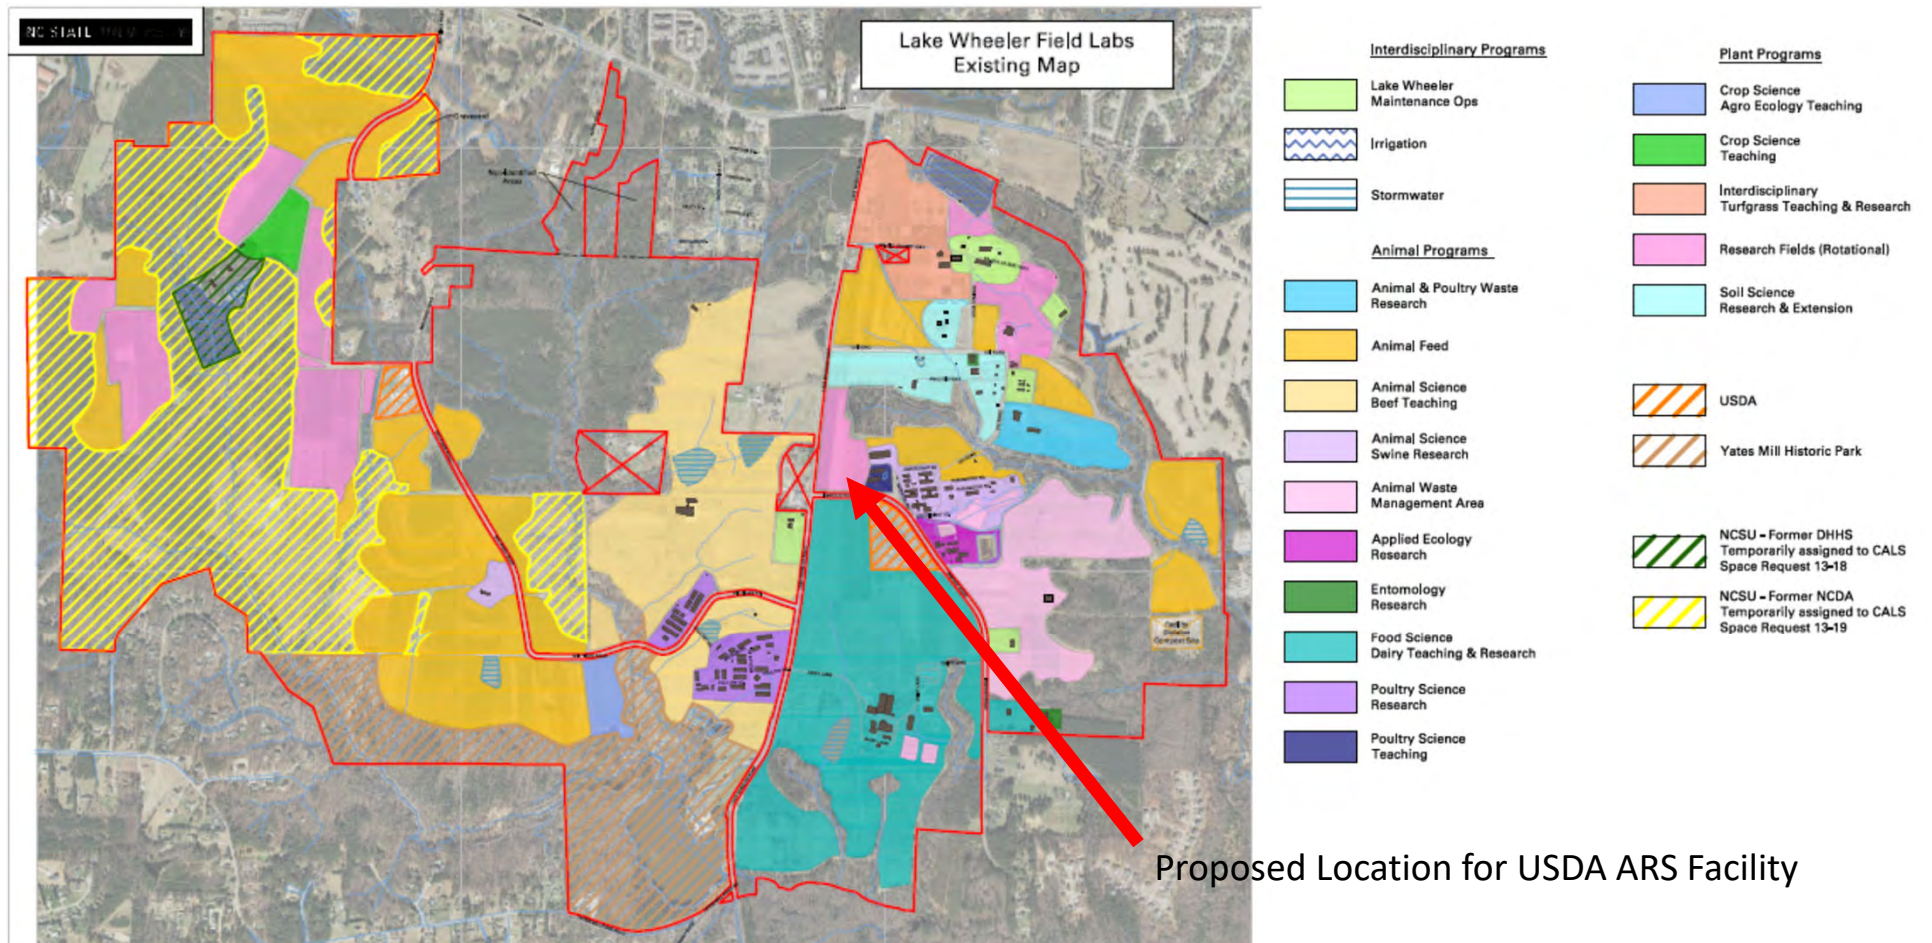 NC STATE
Lake Wheeler Field Labs
Existing Map
Interdisciplinary Programs
Lake Wheeler
Maintenance Ops
Irrigation
Stormwater
Animal Programs
Animal & Poultry Waste
Research
Animal Feed
Animal Science
Beef Teaching
Animal Science
Swine Research
Animal Waste
Management Area
Applied Ecology
Research
Entomology
Research
Food Science
Dairy Teaching & Research
Poultry Science
Research
Poultry Science
Teaching
Plant Programs
Crop Science
Agro Ecology Teaching
Crop Science
Teaching
Interdisciplinary
Turfgrass Teaching & Research
Research Fields (Rotational)
Soil Science
Research & Extension
USDA
Yates Mill Historic Park
NCSU - Former DHHS
Temporarily assigned to CALS
Space Request 13-18
NCSU - Former NCDA
Temporarily assigned to CALS
Space Request 13-19
Proposed Location for USDA ARS Facility